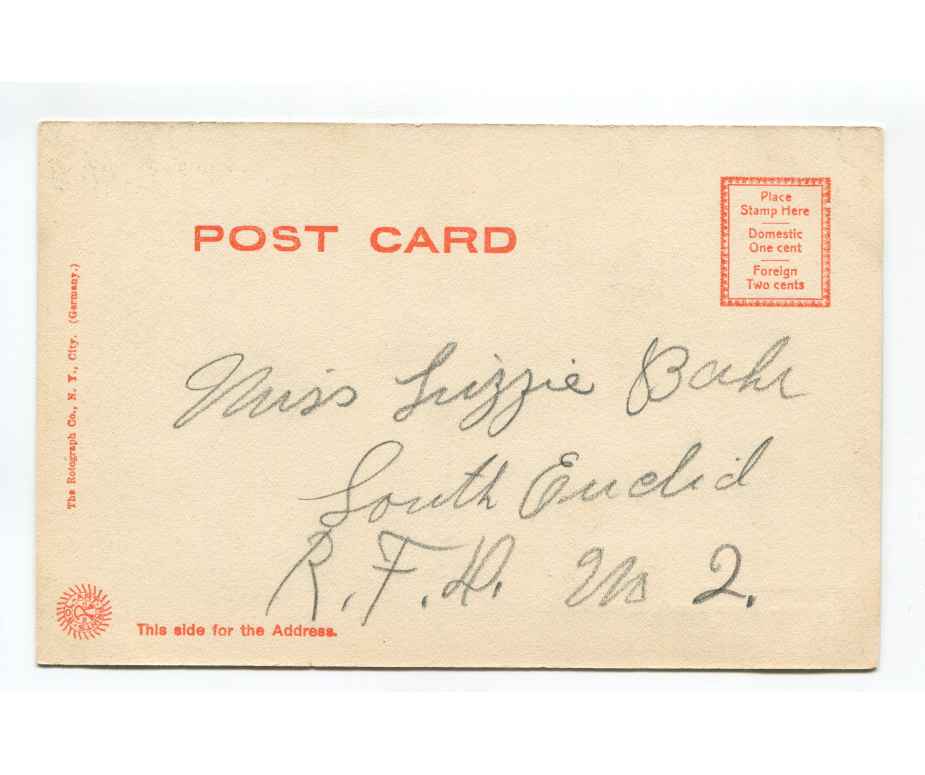 POST CARD
Place
Stamp Here
Domestic
One cent
Foreign
Two cents
The Rotograph Co., N. Y., City. (Germany.)
Miss Lizzie Bahr
South Euclid
R. F. D. No 2.
This side for the Address.